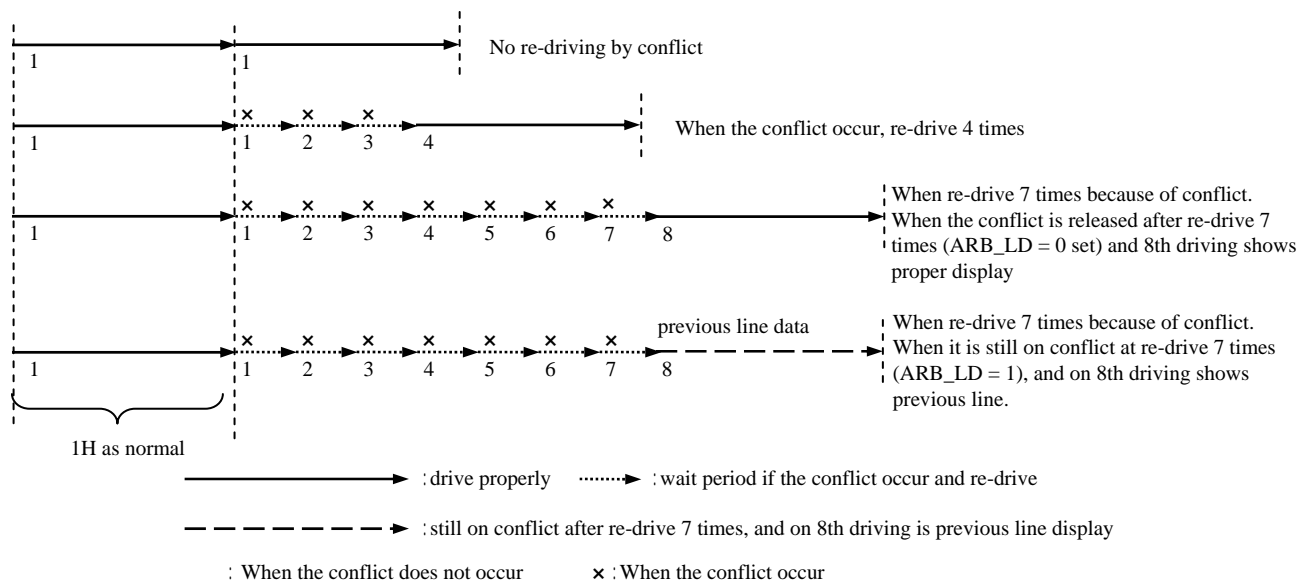 1 1 No re-driving by conflict
× × ×
1 1 2 3 4 When the conflict occur, re-drive 4 times
× × × × × × ×
1 1 2 3 4 5 6 7 8
When re-drive 7 times because of conflict.
When the conflict is released after re-drive 7
times (ARB_LD = 0 set) and 8th driving shows
proper display
× × × × × × × previous line data
1 1 2 3 4 5 6 7 8
When re-drive 7 times because of conflict.
When it is still on conflict at re-drive 7 times
(ARB_LD = 1), and on 8th driving shows
previous line.
1H as normal
: drive properly : wait period if the conflict occur and re-drive
: still on conflict after re-drive 7 times, and on 8th driving is previous line display
: When the conflict does not occur × : When the conflict occur